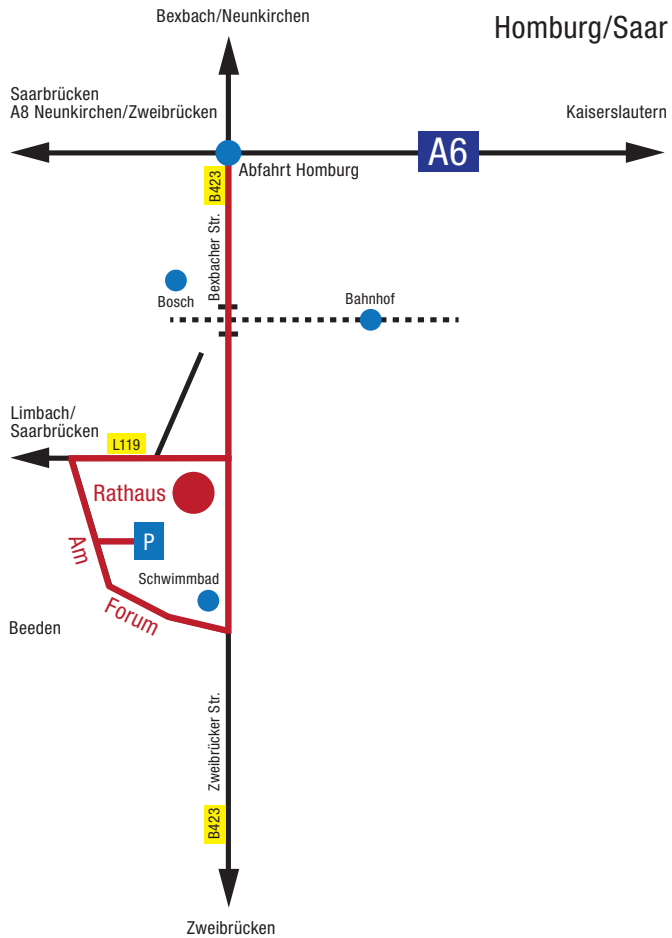 Bexbach/Neunkirchen
Homburg/Saar
Saarbrücken
A8 Neunkirchen/Zweibrücken
Kaiserslautern
A6
Abfahrt Homburg
B423
Bexbacher Str.
Bosch
Bahnhof
Limbach/
Saarbrücken
L119
Rathaus
P
Am
Schwimmbad
Forum
Beeden
Zweibrücker Str.
B423
Zweibrücken